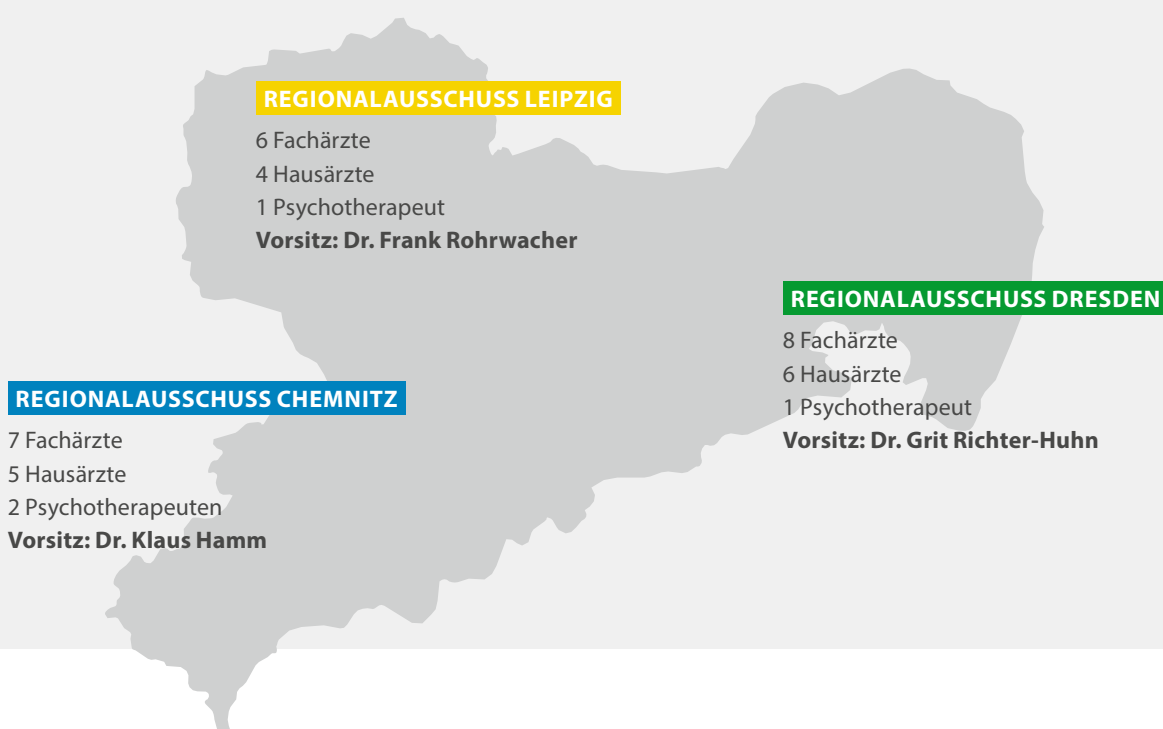 REGIONALAUSSCHUSS LEIPZIG
6 Fachärzte
4 Hausärzte
1 Psychotherapeut
Vorsitz: Dr. Frank Rohrwacher
REGIONALAUSSCHUSS DRESDEN
8 Fachärzte
6 Hausärzte
1 Psychotherapeut
Vorsitz: Dr. Grit Richter-Huhn
REGIONALAUSSCHUSS CHEMNITZ
7 Fachärzte
5 Hausärzte
2 Psychotherapeuten
Vorsitz: Dr. Klaus Hamm